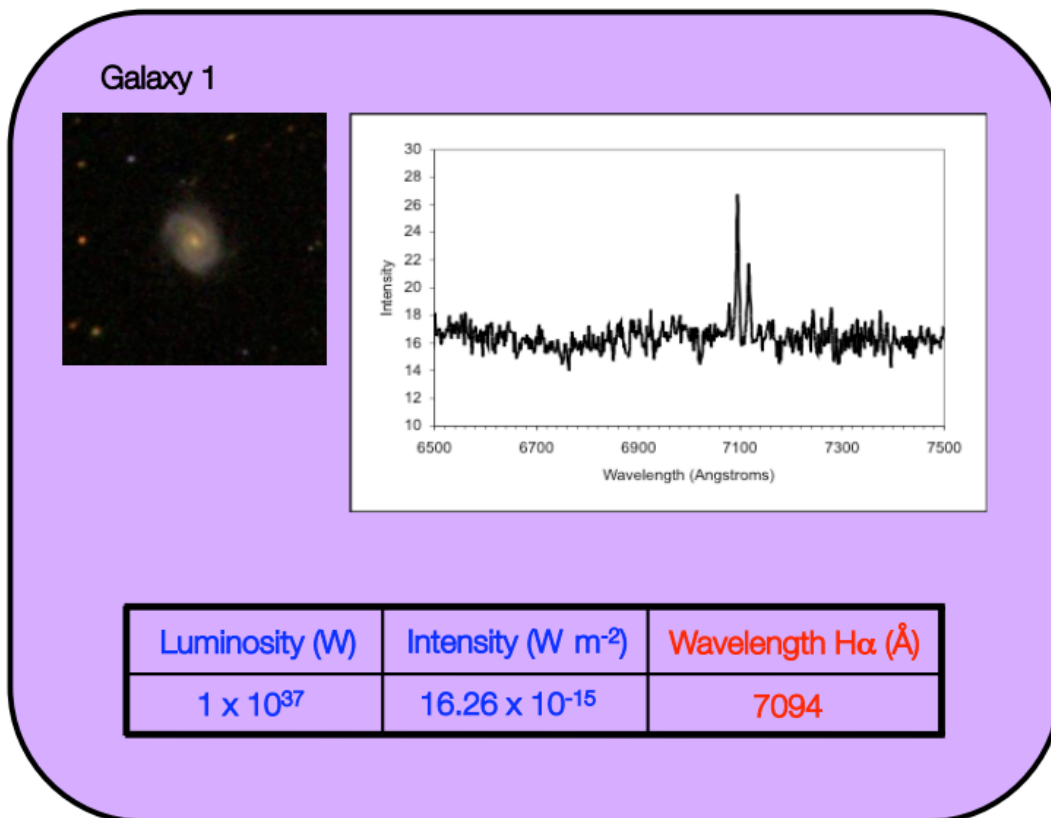 Galaxy 1
30
28
26
24
22
20
18
16
14
12
10
Intensity
6500 6700 6900 7100 7300 7500
Wavelength (Angstroms)
Luminosity (W) Intensity (W m⁻²) Wavelength Hα (Å)
1 x 10³⁷ 16.26 x 10⁻¹⁵ 7094